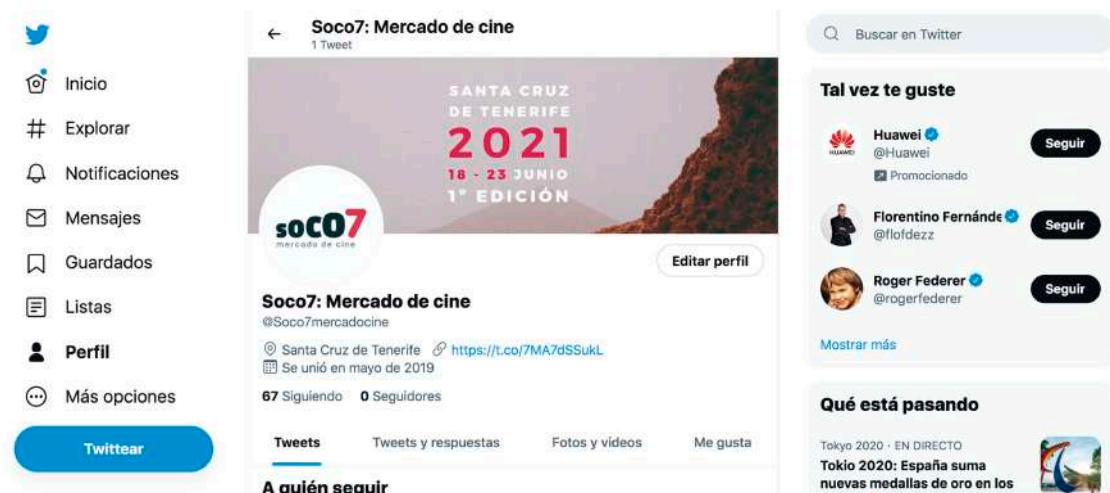 Inicio
Explorar
Notificaciones
Mensajes
Guardados
Listas
Perfil
Más opciones
Twittear
Soco7: Mercado de cine
1 Tweet
SANTA CRUZ
DE TENERIFE
2021
18 - 23 JUNIO
1ª EDICIÓN
soco7
mercado de cine
Editar perfil
Soco7: Mercado de cine
@Soco7mercadocine
Santa Cruz de Tenerife https://t.co/7MA7dSSukL
Se unió en mayo de 2019
67 Siguiendo 0 Seguidores
Tweets Tweets y respuestas Fotos y videos Me gusta
A quién seguir
Buscar en Twitter
Tal vez te guste
HUAWEI
Huawei
@Huawei
Promocionado
Seguir
Florentino Fernánde
@flofdezz
Seguir
Roger Federer
@rogerfederer
Seguir
Mostrar más
Qué está pasando
Tokyo 2020 · EN DIRECTO
Tokio 2020: España suma
nuevas medallas de oro en los